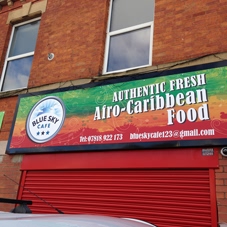 BLUE SKY
CAFE
AUTHENTIC FRESH
Afro-Caribbean
Food
Tel: 07818 922 173 blueskycafe123@gmail.com